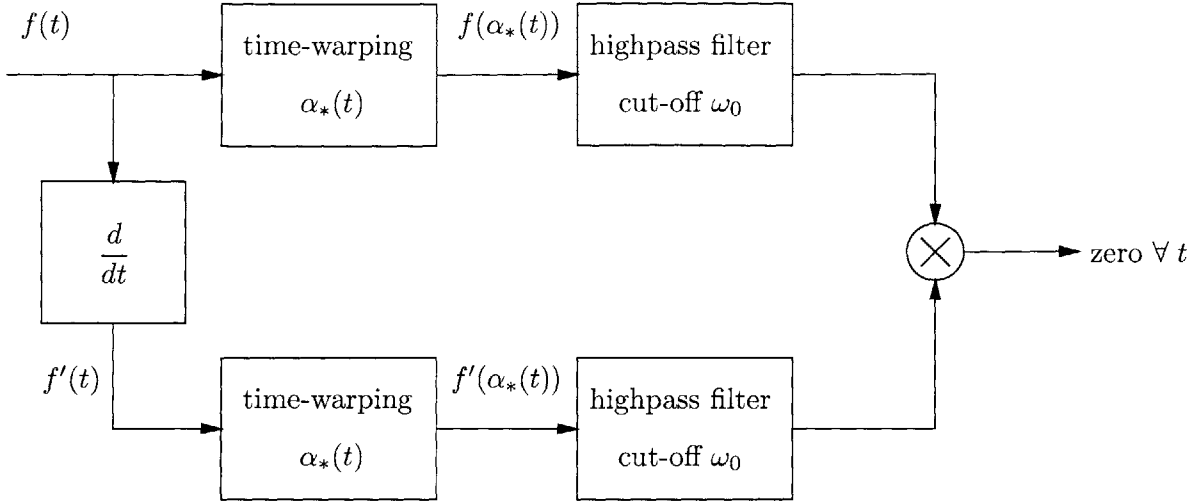 f(t)
time-warping
α∗(t)
f(α∗(t))
highpass filter
cut-off ω₀
d
dt
zero ∀ t
f′(t)
time-warping
α∗(t)
f′(α∗(t))
highpass filter
cut-off ω₀